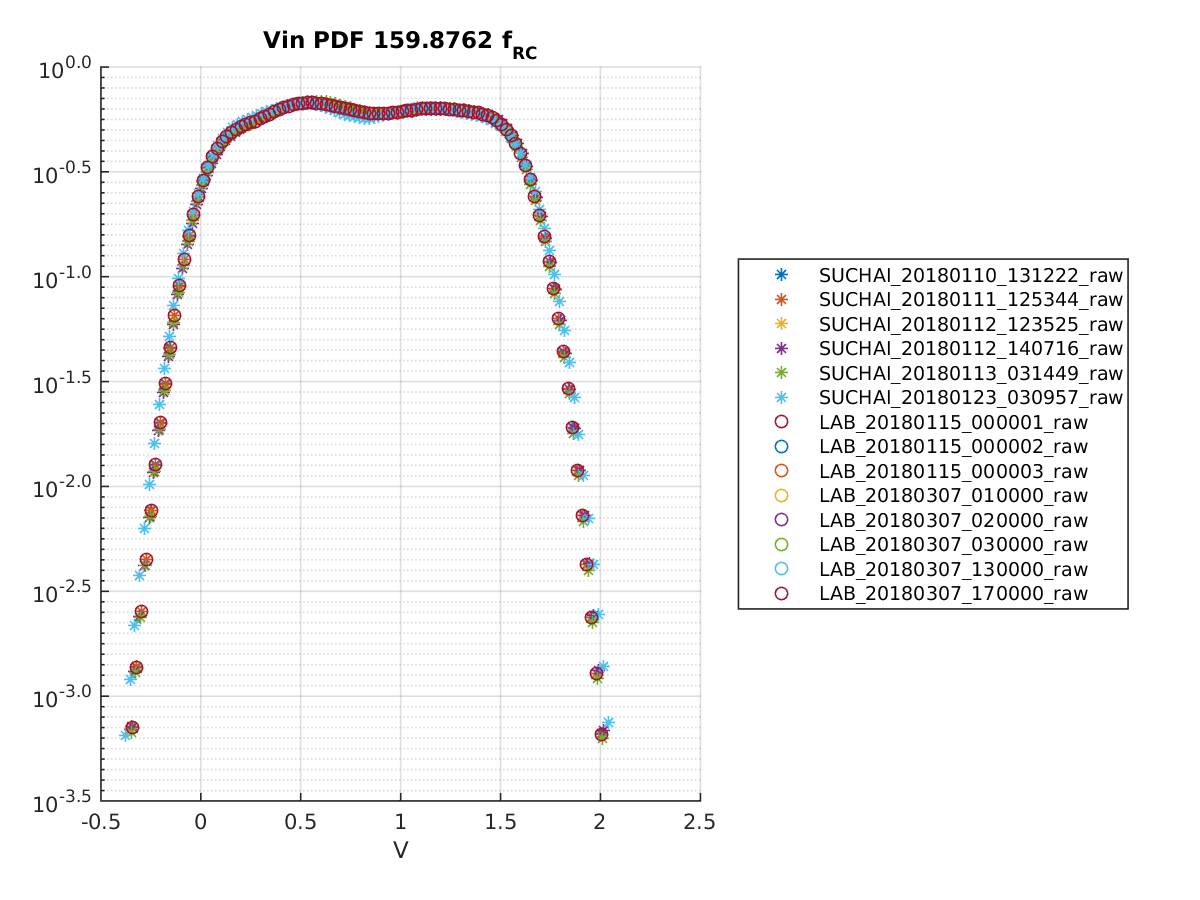 Vin PDF 159.8762 f_RC
10^0.0
10^-0.5
10^-1.0
10^-1.5
10^-2.0
10^-2.5
10^-3.0
10^-3.5
-0.5 0 0.5 1 1.5 2 2.5
V
SUCHAI_20180110_131222_raw
SUCHAI_20180111_125344_raw
SUCHAI_20180112_123525_raw
SUCHAI_20180112_140716_raw
SUCHAI_20180113_031449_raw
SUCHAI_20180123_030957_raw
LAB_20180115_000001_raw
LAB_20180115_000002_raw
LAB_20180115_000003_raw
LAB_20180307_010000_raw
LAB_20180307_020000_raw
LAB_20180307_030000_raw
LAB_20180307_130000_raw
LAB_20180307_170000_raw